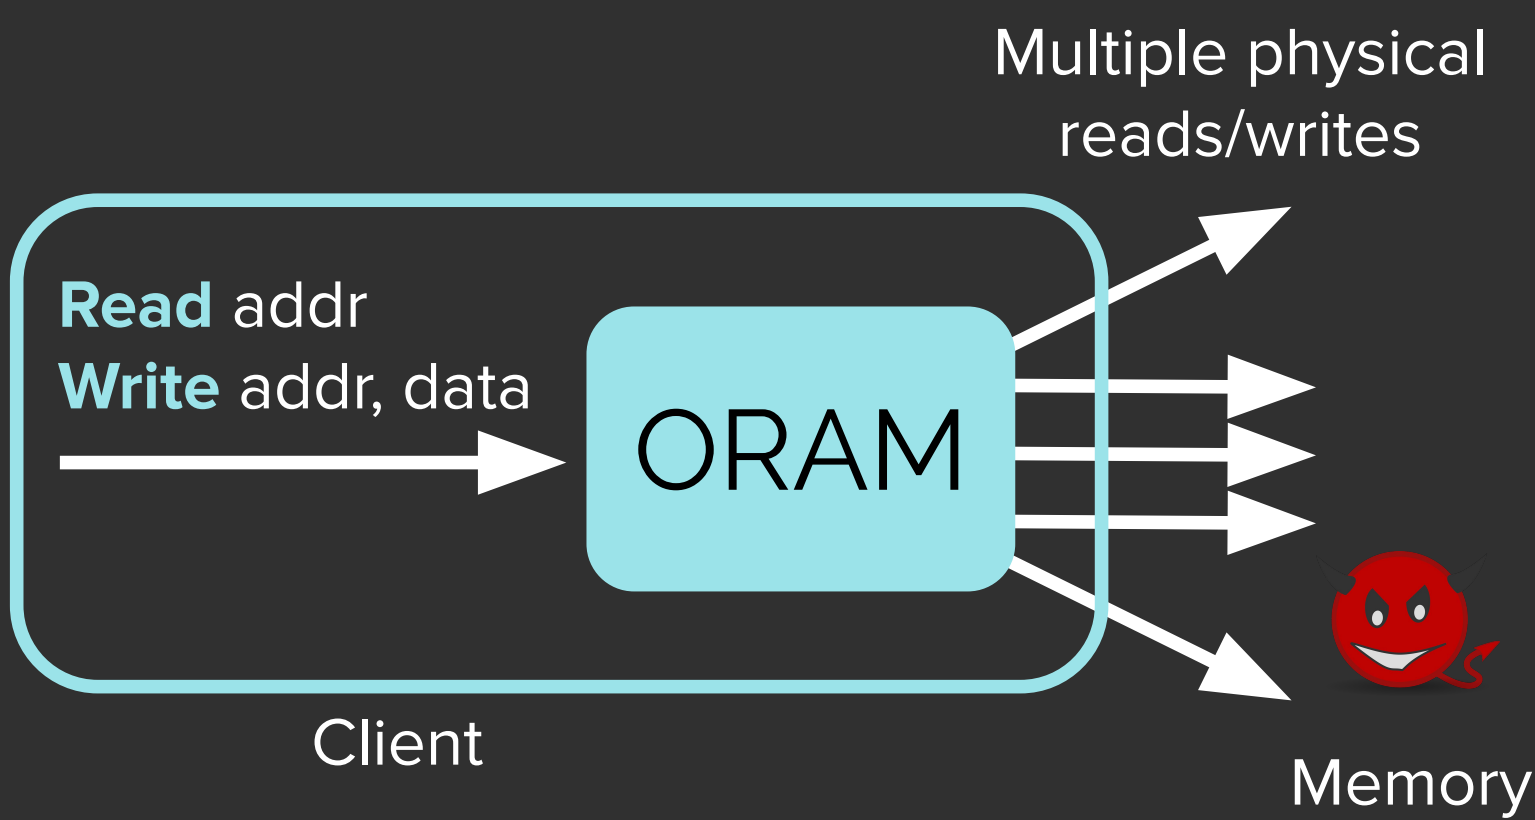 Multiple physical
reads/writes
Read addr
Write addr, data
ORAM
Client
Memory